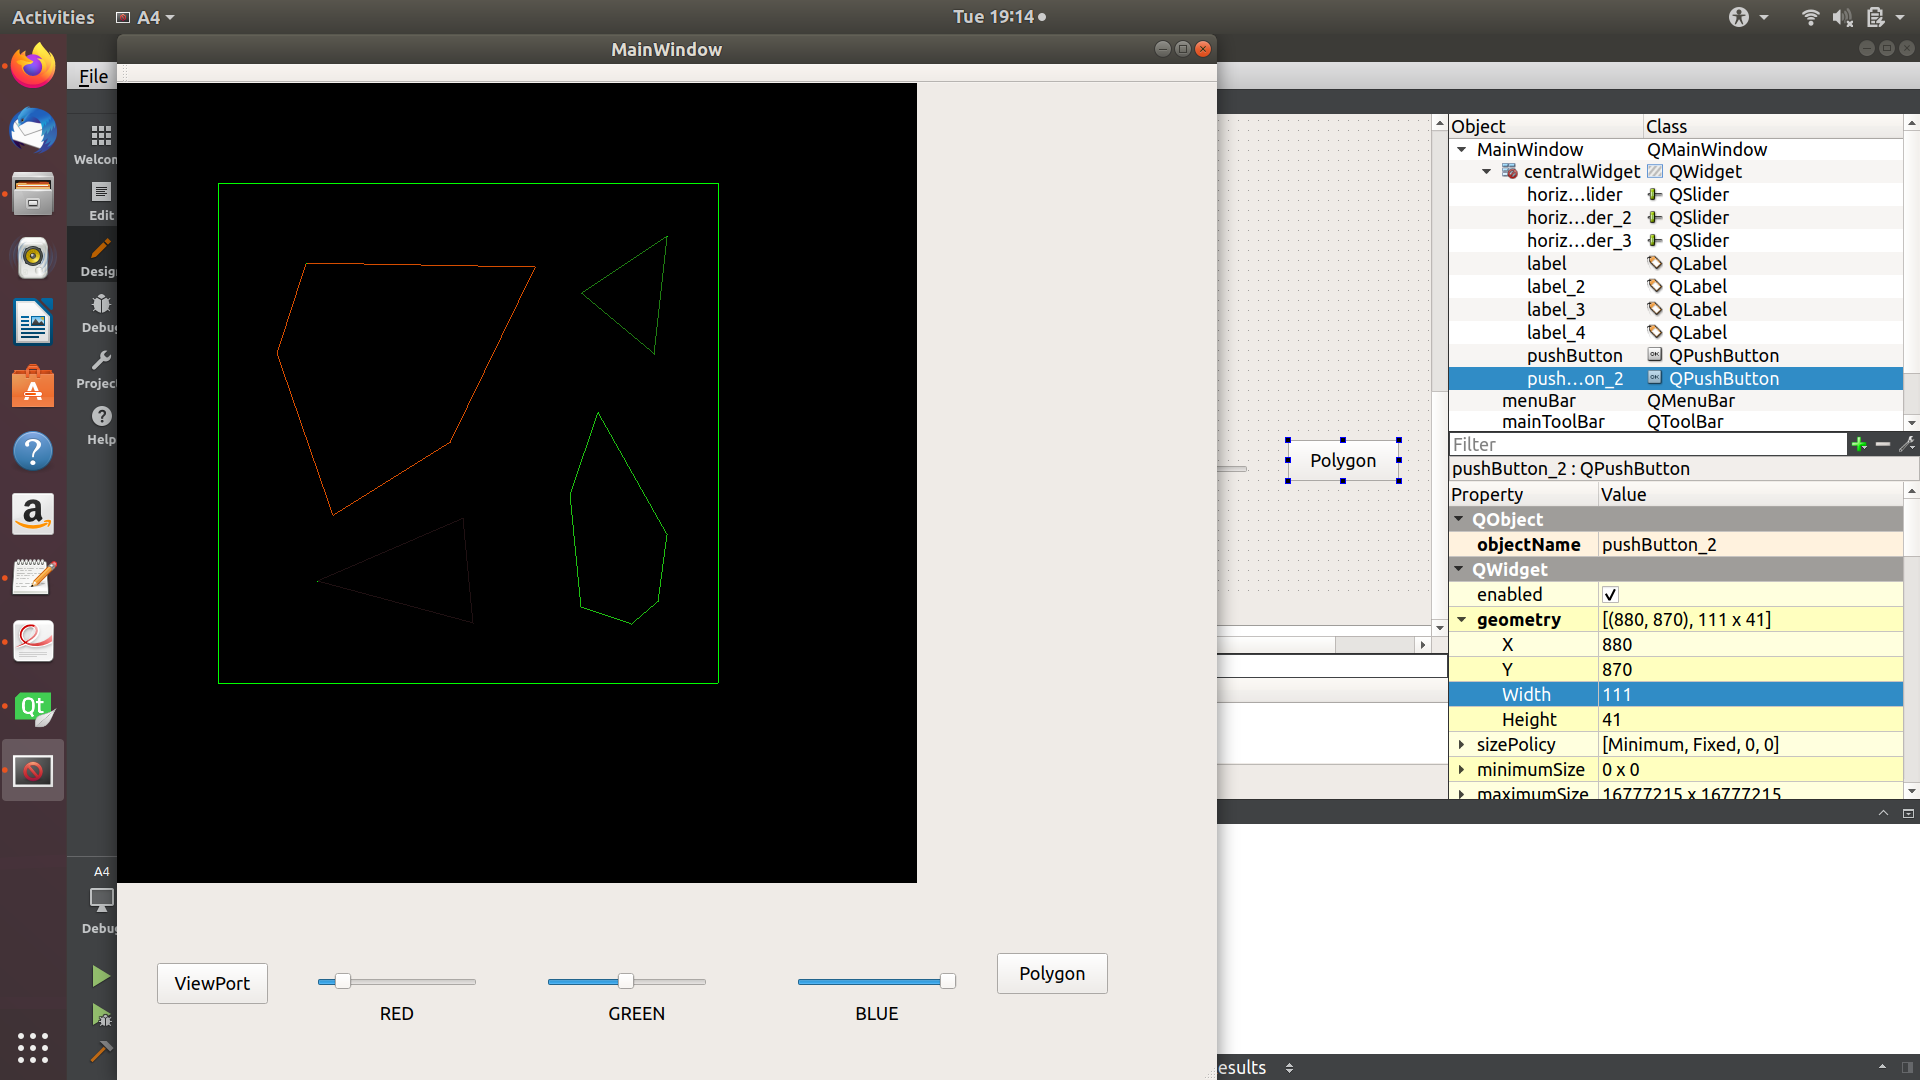 Activities
A4
Tue 19:14
MainWindow
File
Welcon
Edit
Desig
Debu
Projec
Help
A4
Debu
ViewPort
RED
GREEN
BLUE
Polygon
Polygon
Object Class
MainWindow QMainWindow
centralWidget QWidget
horiz...lider QSlider
horiz...der_2 QSlider
horiz...der_3 QSlider
label QLabel
label_2 QLabel
label_3 QLabel
label_4 QLabel
pushButton QPushButton
push...on_2 QPushButton
menuBar QMenuBar
mainToolBar QToolBar
Filter
pushButton_2 : QPushButton
Property Value
QObject
objectName pushButton_2
QWidget
enabled
geometry [(880, 870), 111 x 41]
X 880
Y 870
Width 111
Height 41
sizePolicy [Minimum, Fixed, 0, 0]
minimumSize 0 x 0
maximumSize 16777215 x 16777215
esults